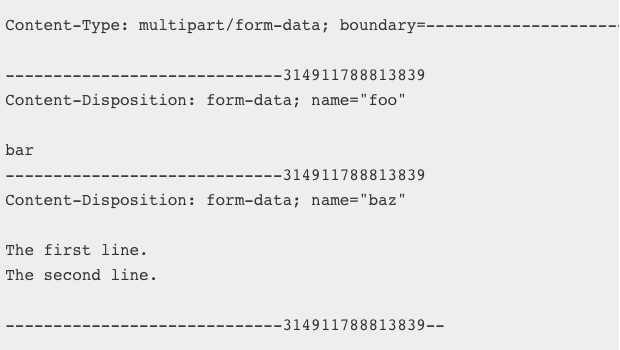 Content-Type: multipart/form-data; boundary=---------------------
-----------------------------314911788813839
Content-Disposition: form-data; name="foo"
bar
-----------------------------314911788813839
Content-Disposition: form-data; name="baz"
The first line.
The second line.
-----------------------------314911788813839--